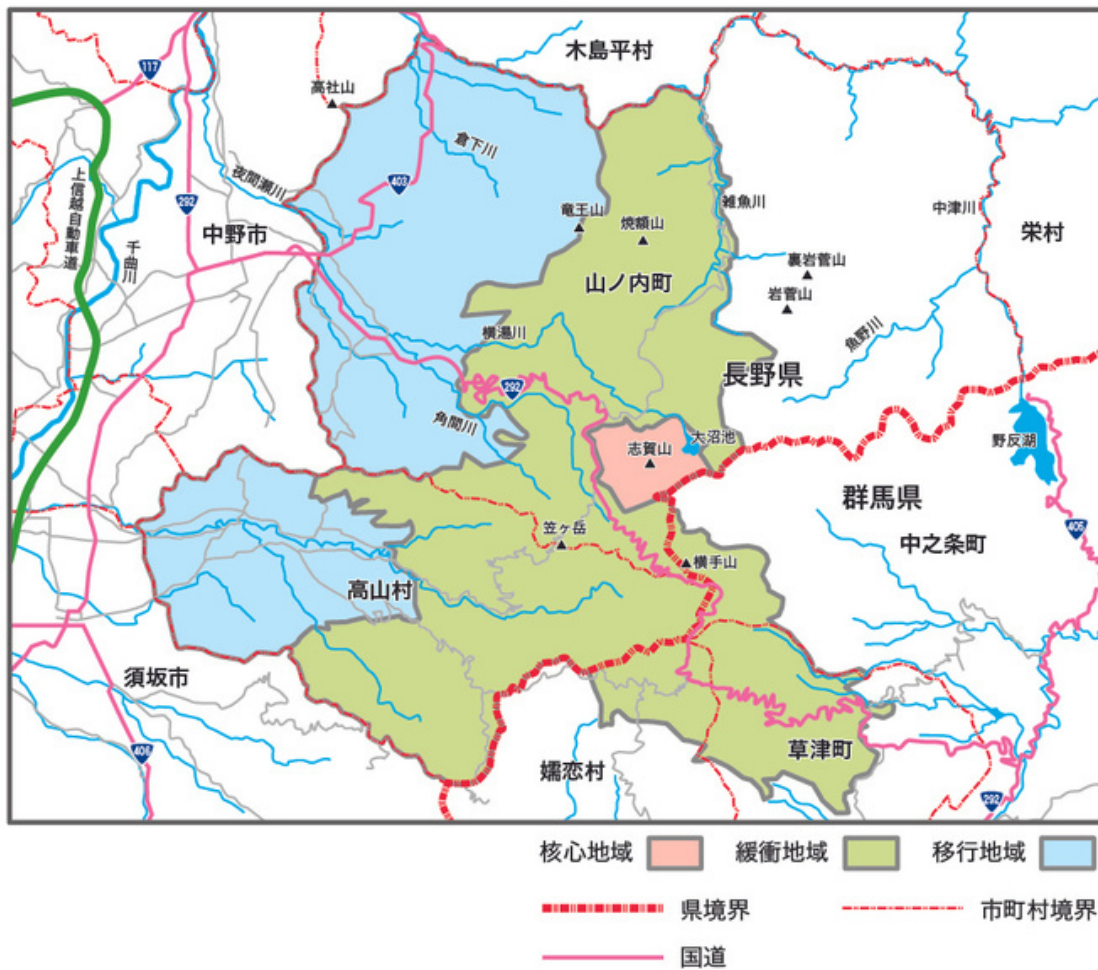 木島平村
117
高社山
倉下川
夜間瀬川
403
292
上信越自動車道
千曲川
中野市
竜王山
焼額山
雑魚川
中津川
栄村
裏岩菅山
岩菅山
山ノ内町
横湯川
魚野川
長野県
292
角間川
大沼池
志賀山
野反湖
群馬県
中之条町
405
笠ヶ岳
横手山
高山村
須坂市
406
草津町
嬬恋村
292
核心地域 緩衝地域 移行地域
県境界 市町村境界
国道